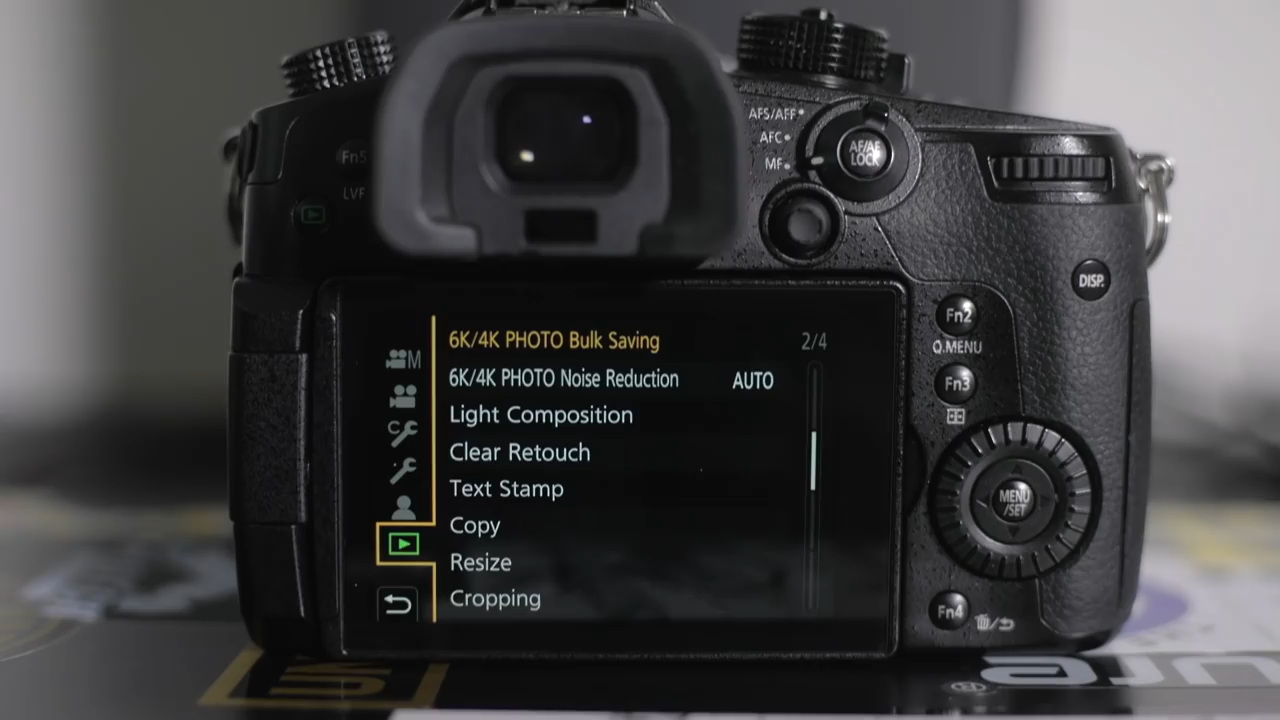 AFS/AFF
AFC
MF
AF/AE
LOCK
Fn5
LVF
DISP.
Fn2
Q.MENU
Fn3
MENU
/SET
Fn4
6K/4K PHOTO Bulk Saving
2/4
6K/4K PHOTO Noise Reduction AUTO
Light Composition
Clear Retouch
Text Stamp
Copy
Resize
Cropping
M
C